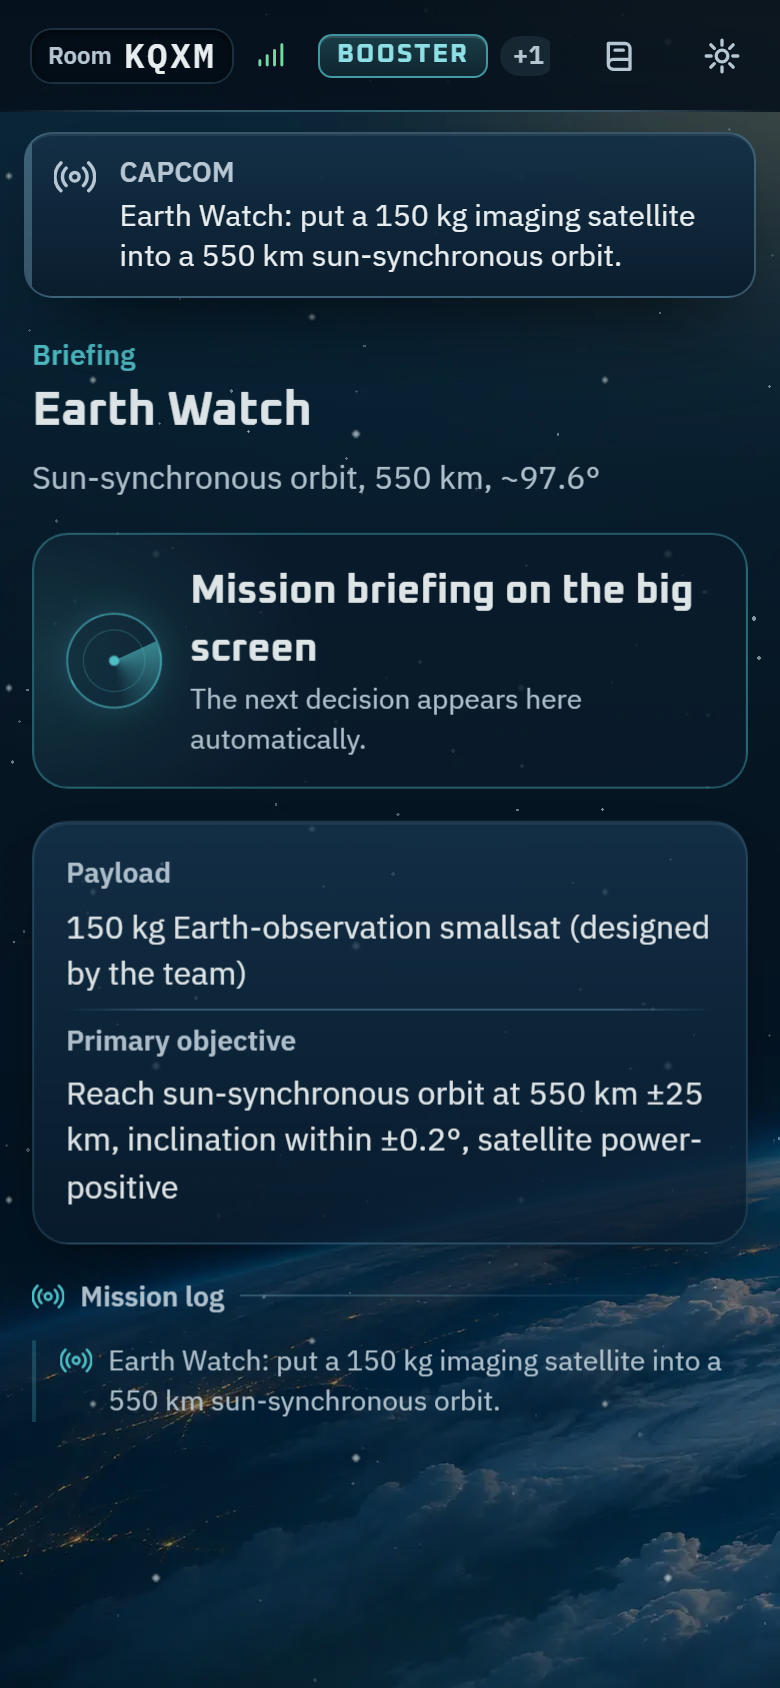 Room KQXM BOOSTER +1
CAPCOM
Earth Watch: put a 150 kg imaging satellite
into a 550 km sun-synchronous orbit.
Briefing
Earth Watch
Sun-synchronous orbit, 550 km, ~97.6°
Mission briefing on the big
screen
The next decision appears here
automatically.
Payload
150 kg Earth-observation smallsat (designed
by the team)
Primary objective
Reach sun-synchronous orbit at 550 km ±25
km, inclination within ±0.2°, satellite power-
positive
Mission log
Earth Watch: put a 150 kg imaging satellite into a
550 km sun-synchronous orbit.